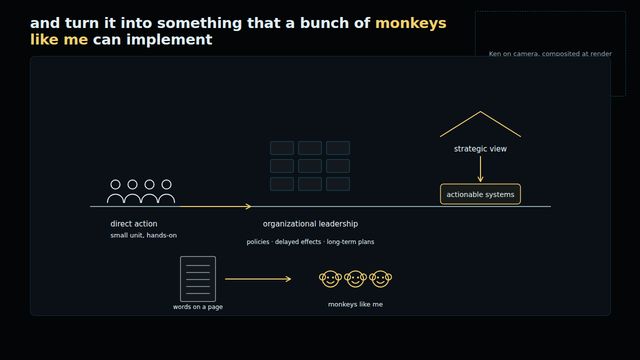 and turn it into something that a bunch of monkeys
like me can implement
Ken on camera, composited at render
strategic view
actionable systems
direct action
small unit, hands-on
organizational leadership
policies · delayed effects · long-term plans
words on a page
monkeys like me